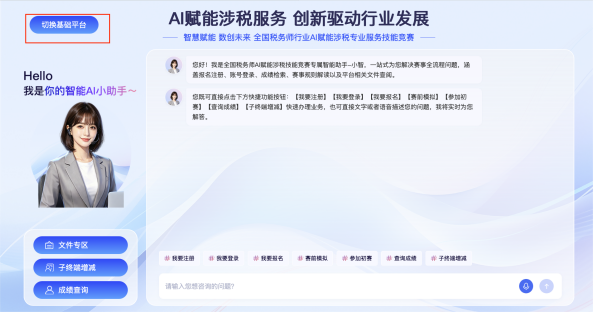 切换基础平台
AI赋能涉税服务 创新驱动行业发展
智慧赋能 数创未来 全国税务师行业AI赋能涉税专业服务技能竞赛
Hello
我是你的智能AI小助手~
您好！我是全国税务师AI赋能涉税技能竞赛专属智能助手-小智，一站式为您解决赛事全流程问题，涵
盖报名注册、账号登录、成绩检索、赛事规则解读以及平台相关文件查阅。
您既可直接点击下方快捷功能按钮：【我要注册】【我要登录】【我要报名】【赛前模拟】【参加初
赛】【查询成绩】【子终端增减】快速办理业务，也可直接文字或者语音描述您的问题，我将实时为您
解答。
文件专区
子终端增减
成绩查询
# 我要注册
# 我要登录
# 我要报名
# 赛前模拟
# 参加初赛
# 查询成绩
# 子终端增减
请输入您想咨询的问题?